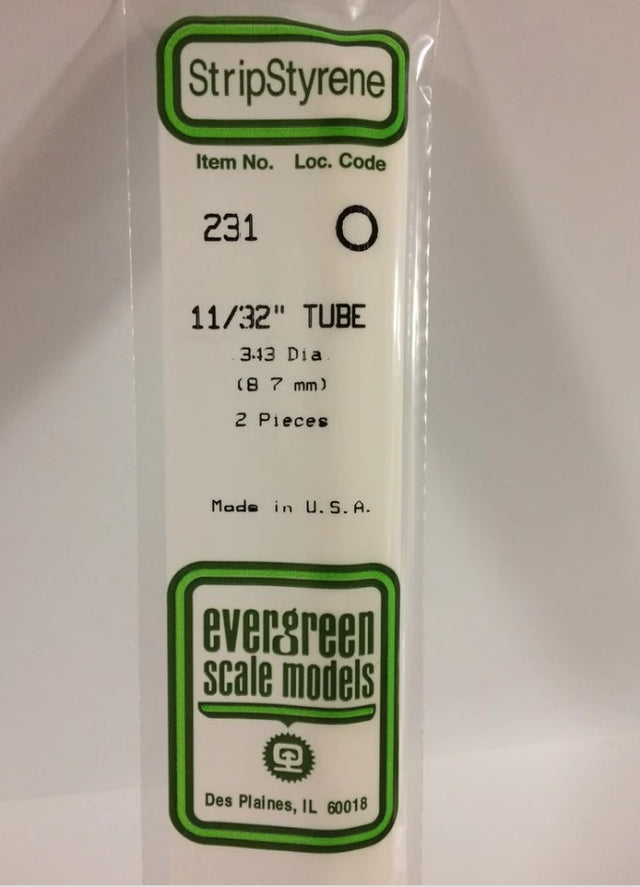 StripStyrene
Item No. Loc. Code
231 O
11/32" TUBE
.343 Dia.
(8.7 mm)
2 Pieces
Made in U.S.A.
evergreen
scale models
Des Plaines, IL 60018